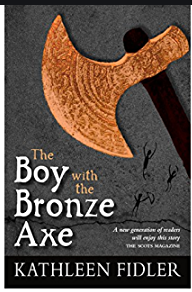 The
Boy with
the
Bronze
Axe
A new generation of readers
will enjoy this story
THE SCOTS MAGAZINE
KATHLEEN FIDLER